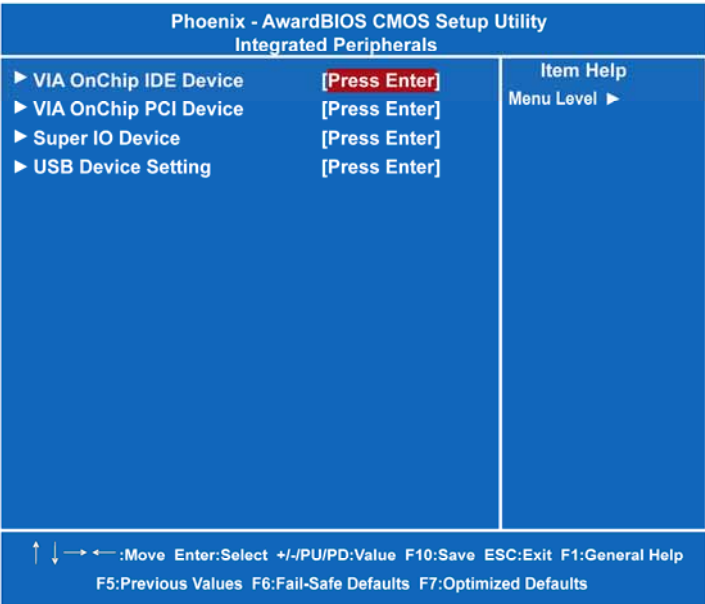 Phoenix - AwardBIOS CMOS Setup Utility
Integrated Peripherals
► VIA OnChip IDE Device [Press Enter]
► VIA OnChip PCI Device [Press Enter]
► Super IO Device [Press Enter]
► USB Device Setting [Press Enter]
Item Help
Menu Level ►
↑ ↓ → ← :Move Enter:Select +/-/PU/PD:Value F10:Save ESC:Exit F1:General Help
F5:Previous Values F6:Fail-Safe Defaults F7:Optimized Defaults